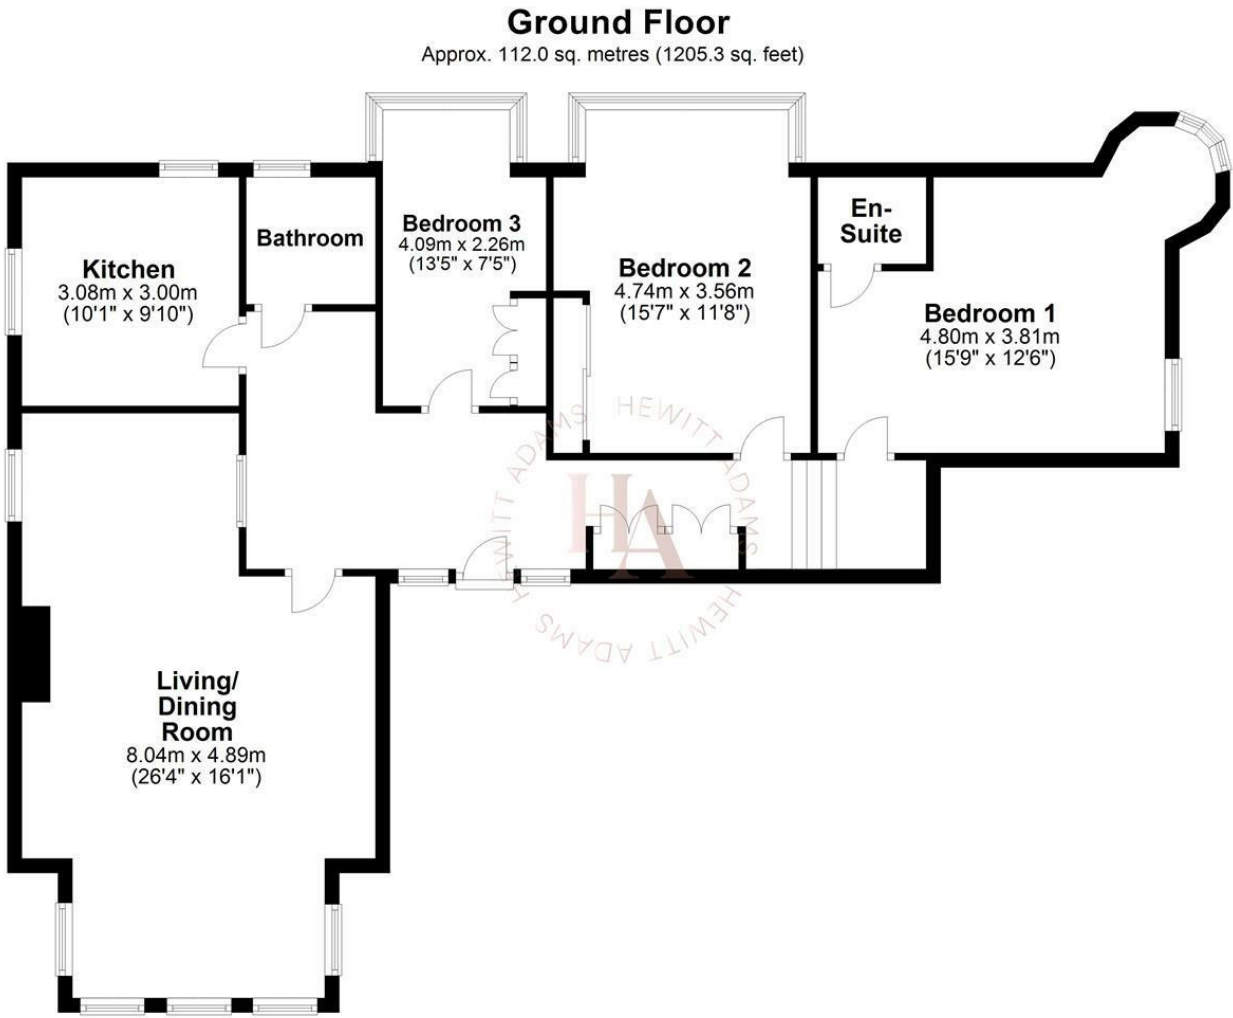 Ground Floor
Approx. 112.0 sq. metres (1205.3 sq. feet)
Kitchen
3.08m x 3.00m
(10'1" x 9'10")
Bathroom
Bedroom 3
4.09m x 2.26m
(13'5" x 7'5")
Bedroom 2
4.74m x 3.56m
(15'7" x 11'8")
En-
Suite
Bedroom 1
4.80m x 3.81m
(15'9" x 12'6")
Living/
Dining
Room
8.04m x 4.89m
(26'4" x 16'1")
HEWITT ADAMS HEWITT ADAMS HEWITT ADAMS
HA